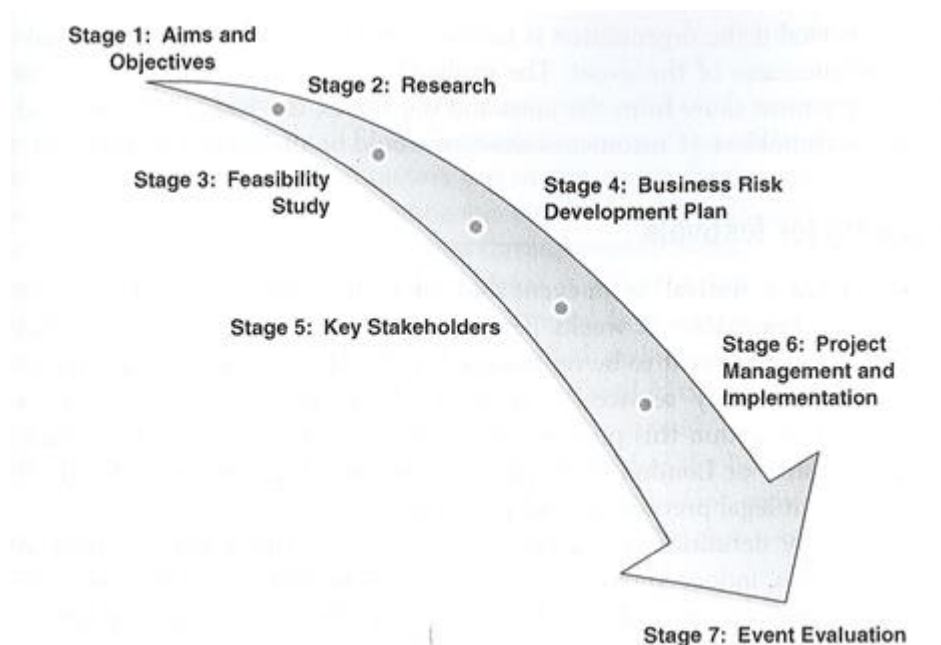 Stage 1: Aims and
Objectives
Stage 2: Research
Stage 3: Feasibility
Study
Stage 4: Business Risk
Development Plan
Stage 5: Key Stakeholders
Stage 6: Project
Management and
Implementation
Stage 7: Event Evaluation